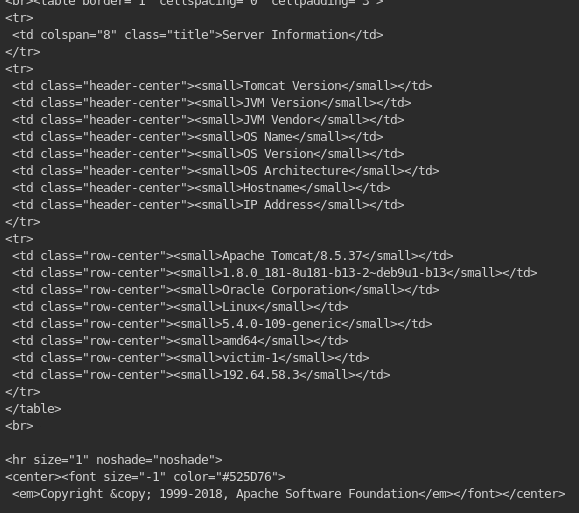 <br><table border="1" cellspacing="0" cellpadding="3">
<tr>
 <td colspan="8" class="title">Server Information</td>
</tr>
<tr>
 <td class="header-center"><small>Tomcat Version</small></td>
 <td class="header-center"><small>JVM Version</small></td>
 <td class="header-center"><small>JVM Vendor</small></td>
 <td class="header-center"><small>OS Name</small></td>
 <td class="header-center"><small>OS Version</small></td>
 <td class="header-center"><small>OS Architecture</small></td>
 <td class="header-center"><small>Hostname</small></td>
 <td class="header-center"><small>IP Address</small></td>
</tr>
<tr>
 <td class="row-center"><small>Apache Tomcat/8.5.37</small></td>
 <td class="row-center"><small>1.8.0_181-8u181-b13-2~deb9u1-b13</small></td>
 <td class="row-center"><small>Oracle Corporation</small></td>
 <td class="row-center"><small>Linux</small></td>
 <td class="row-center"><small>5.4.0-109-generic</small></td>
 <td class="row-center"><small>amd64</small></td>
 <td class="row-center"><small>victim-1</small></td>
 <td class="row-center"><small>192.64.58.3</small></td>
</tr>
</table>
<br>

<hr size="1" noshade="noshade">
<center><font size="-1" color="#525D76">
 <em>Copyright &copy; 1999-2018, Apache Software Foundation</em></font></center>